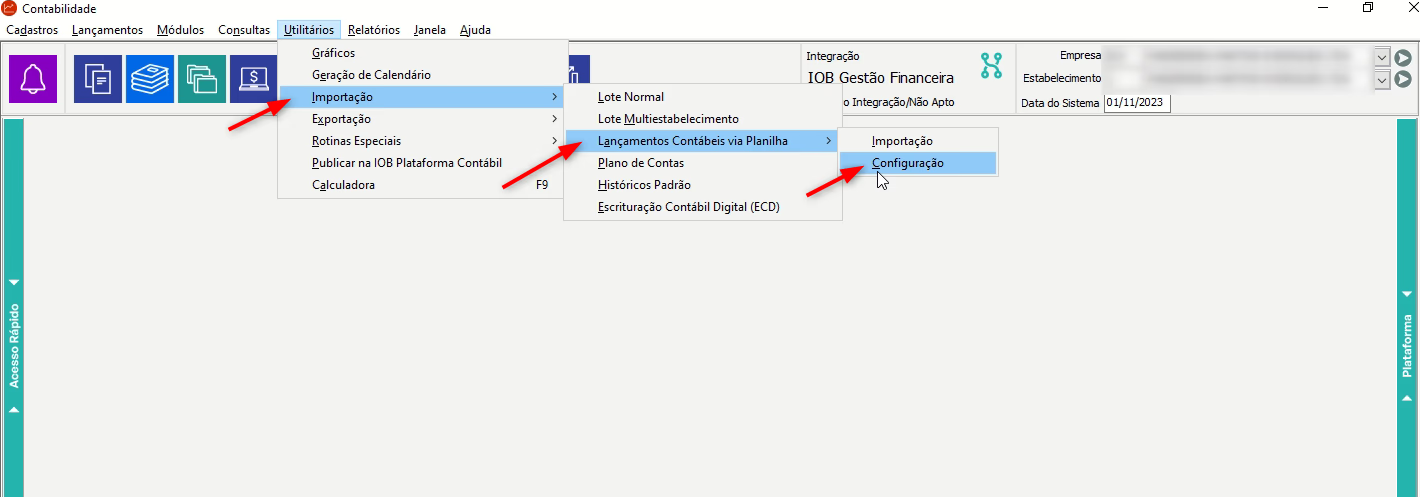 Contabilidade
Cadastros Lançamentos Módulos Consultas Utilitários Relatórios Janela Ajuda
Gráficos
Geração de Calendário
Importação
Exportação
Rotinas Especiais
Publicar na IOB Plataforma Contábil
Calculadora F9
Lote Normal
Lote Multiestabelecimento
Lançamentos Contábeis via Planilha
Plano de Contas
Históricos Padrão
Escrituração Contábil Digital (ECD)
Importação
Configuração
Integração
IOB Gestão Financeira
o Integração/Não Apto
Empresa
Estabelecimento
Data do Sistema 01/11/2023
Acesso Rápido
Plataforma